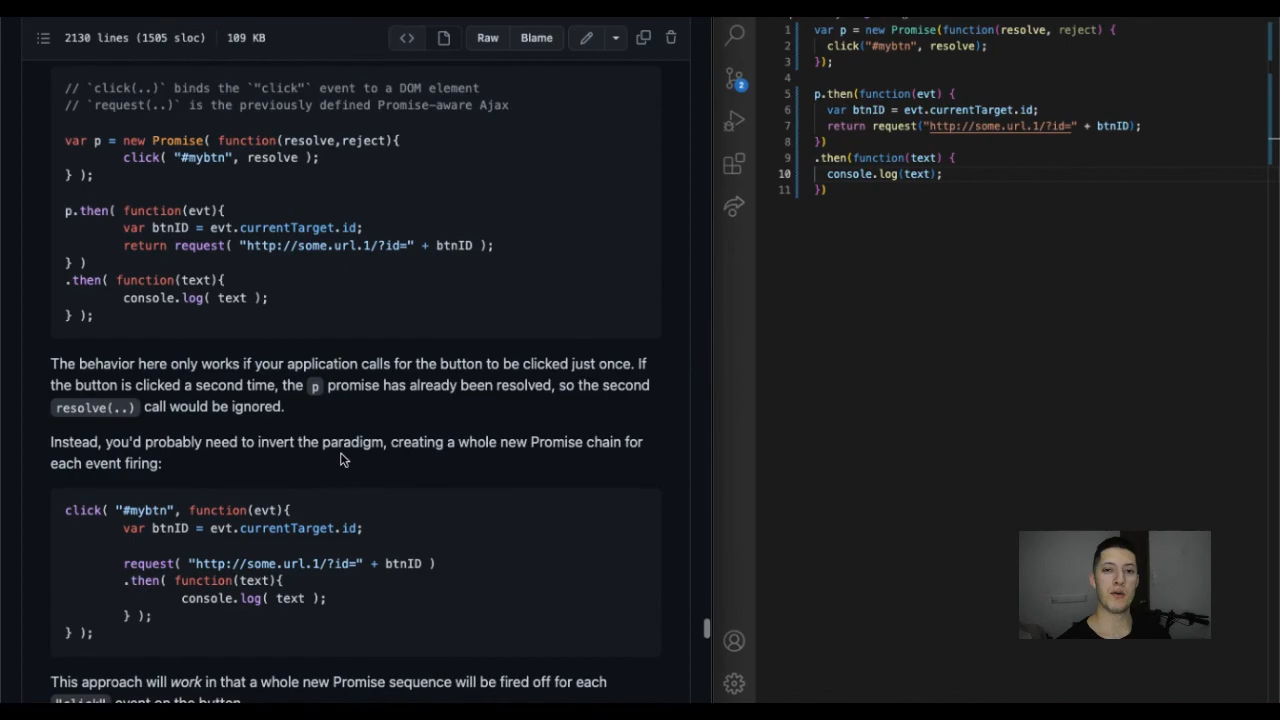 2130 lines (1505 sloc)
109 KB
Raw
Blame
// `click(..) `binds the `"click"` event to a DOM element
// `request(..)` is the previously defined Promise-aware Ajax
var p = new Promise( function(resolve,reject){
click( "#mybtn", resolve );
} );
p.then( function(evt){
var btnID = evt.currentTarget.id;
return request( "http://some.url.1/?id=" + btnID );
} )
.then( function(text){
console.log( text );
} );
The behavior here only works if your application calls for the button to be clicked just once. If
the button is clicked a second time, the p promise has already been resolved, so the second
resolve(..) call would be ignored.
Instead, you'd probably need to invert the paradigm, creating a whole new Promise chain for
each event firing:
click( "#mybtn", function(evt){
var btnID = evt.currentTarget.id;
request( "http://some.url.1/?id=" + btnID )
.then( function(text){
console.log( text );
} );
} );
This approach will work in that a whole new Promise sequence will be fired off for each
"click" event on the button.
1 var p = new Promise(function(resolve, reject) {
2 click("#mybtn", resolve);
3 });
4
5 p.then(function(evt) {
6 var btnID = evt.currentTarget.id;
7 return request("http://some.url.1/?id=" + btnID);
8 })
9 .then(function(text) {
10 console.log(text);
11 })
2